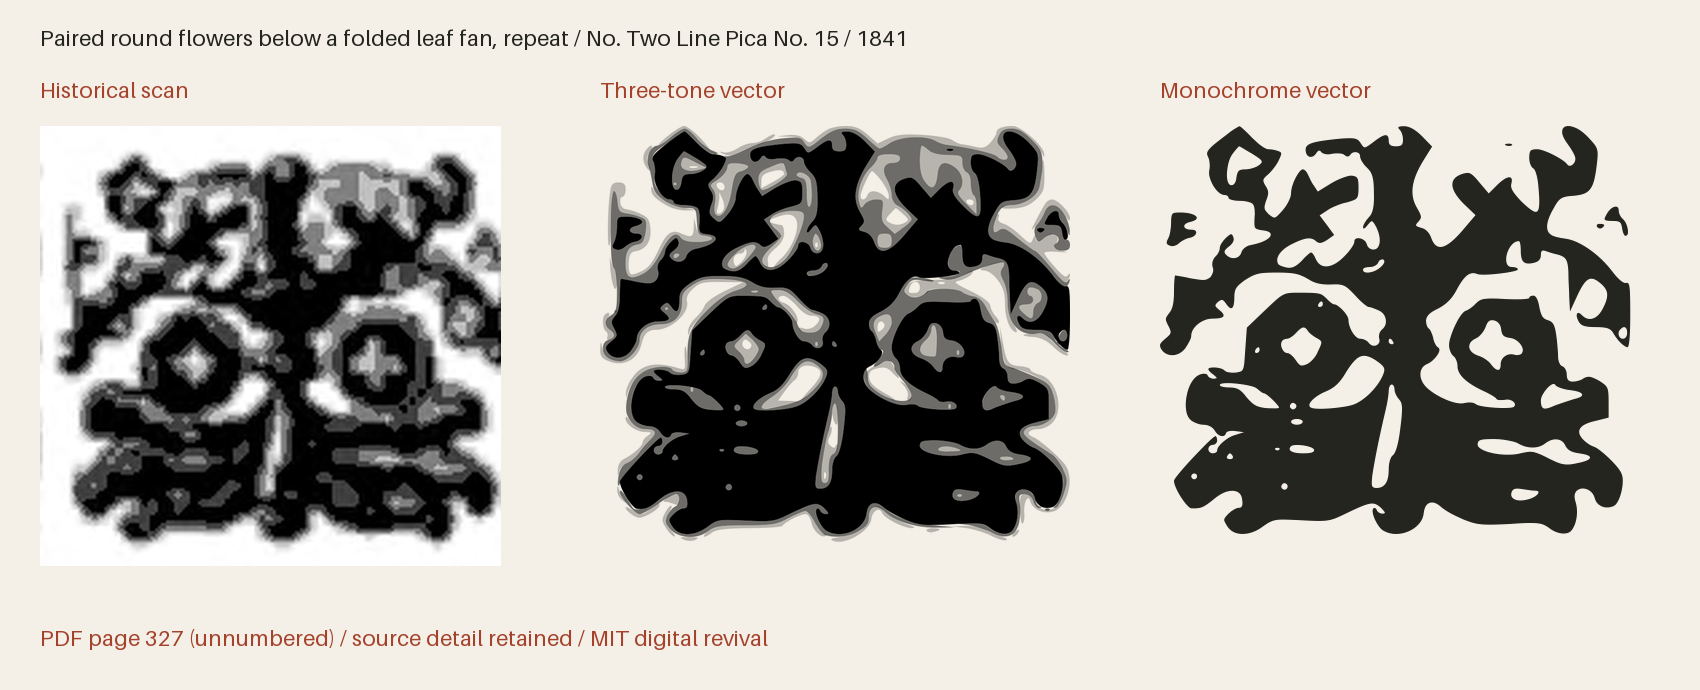 Paired round flowers below a folded leaf fan, repeat / No. Two Line Pica No. 15 / 1841
Historical scan
Three-tone vector
Monochrome vector
PDF page 327 (unnumbered) / source detail retained / MIT digital revival